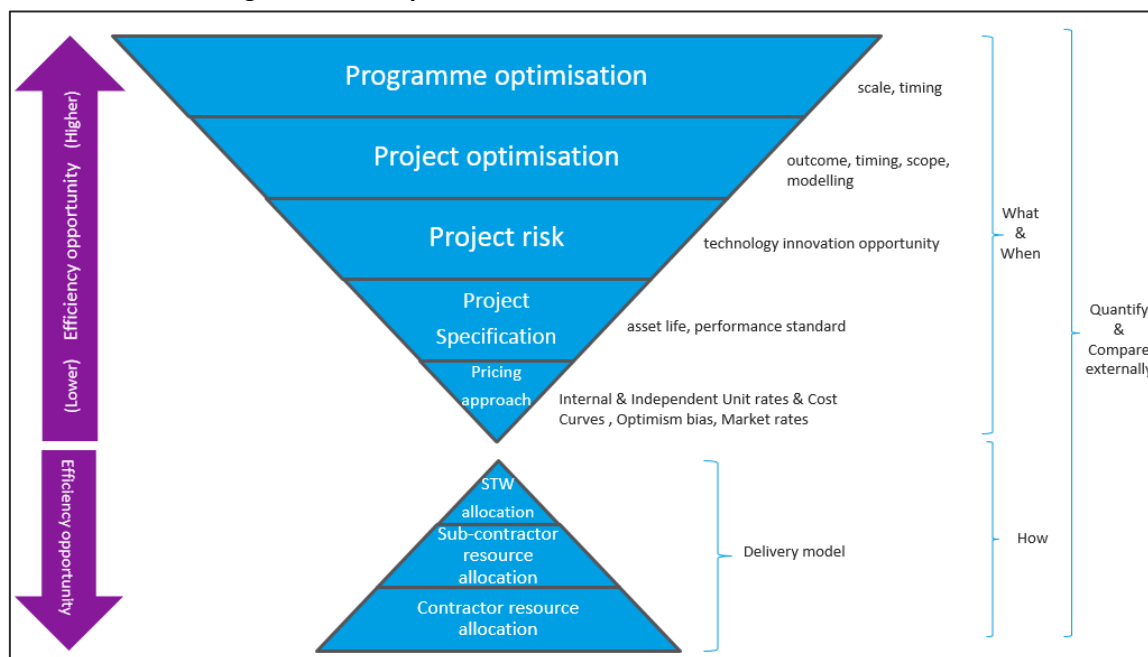 Programme optimisation
scale, timing
Project optimisation
outcome, timing, scope,
modelling
Project risk
technology innovation opportunity
Project
Specification
asset life, performance standard
Pricing
approach
Internal & Independent Unit rates & Cost
Curves , Optimism bias, Market rates
STW
allocation
Sub-contractor
resource
allocation
Contractor resource
allocation
Delivery model
What
&
When
How
Quantify
&
Compare
externally
(Lower) Efficiency opportunity (Higher)
Efficiency opportunity